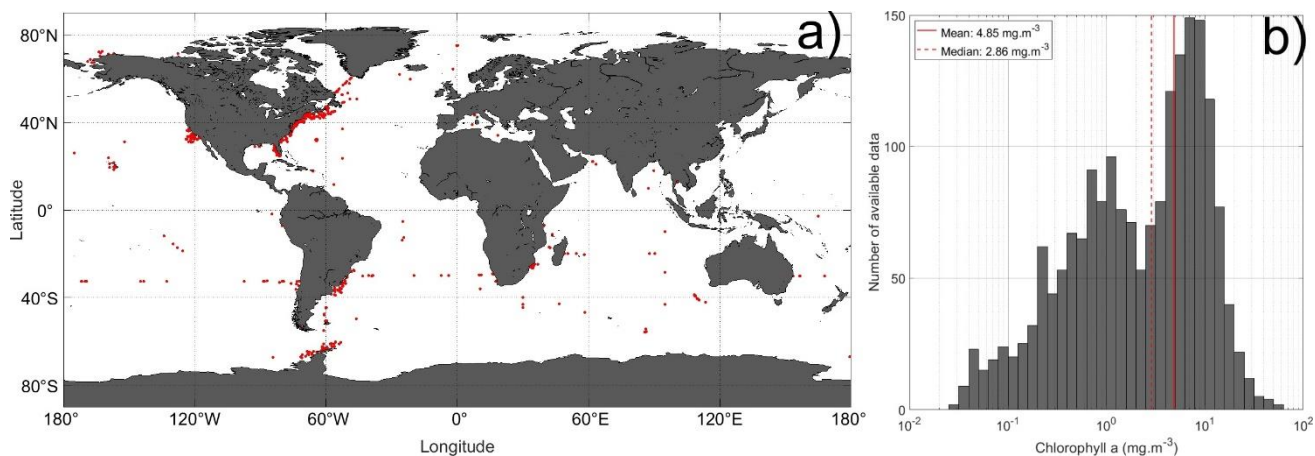 a)
80°N
40°N
0°
40°S
80°S
Latitude
180°
120°W
60°W
0°
60°E
120°E
180°
Longitude
b)
Mean: 4.85 mg.m⁻³
Median: 2.86 mg.m⁻³
150
100
50
0
Number of available data
10⁻²
10⁻¹
10⁰
10¹
10²
Chlorophyll a (mg.m⁻³)